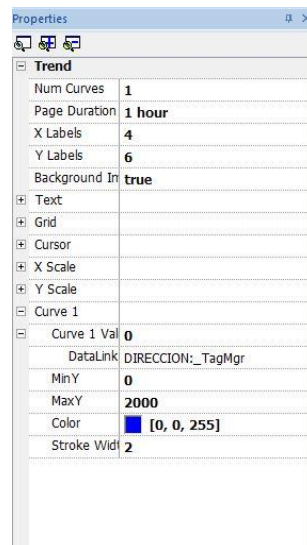 Properties
Trend
Num Curves 1
Page Duration 1 hour
X Labels 4
Y Labels 6
Background Im true
Text
Grid
Cursor
X Scale
Y Scale
Curve 1
Curve 1 Val 0
DataLink DIRECCION:_TagMgr
MinY 0
MaxY 2000
Color [0, 0, 255]
Stroke Widt 2